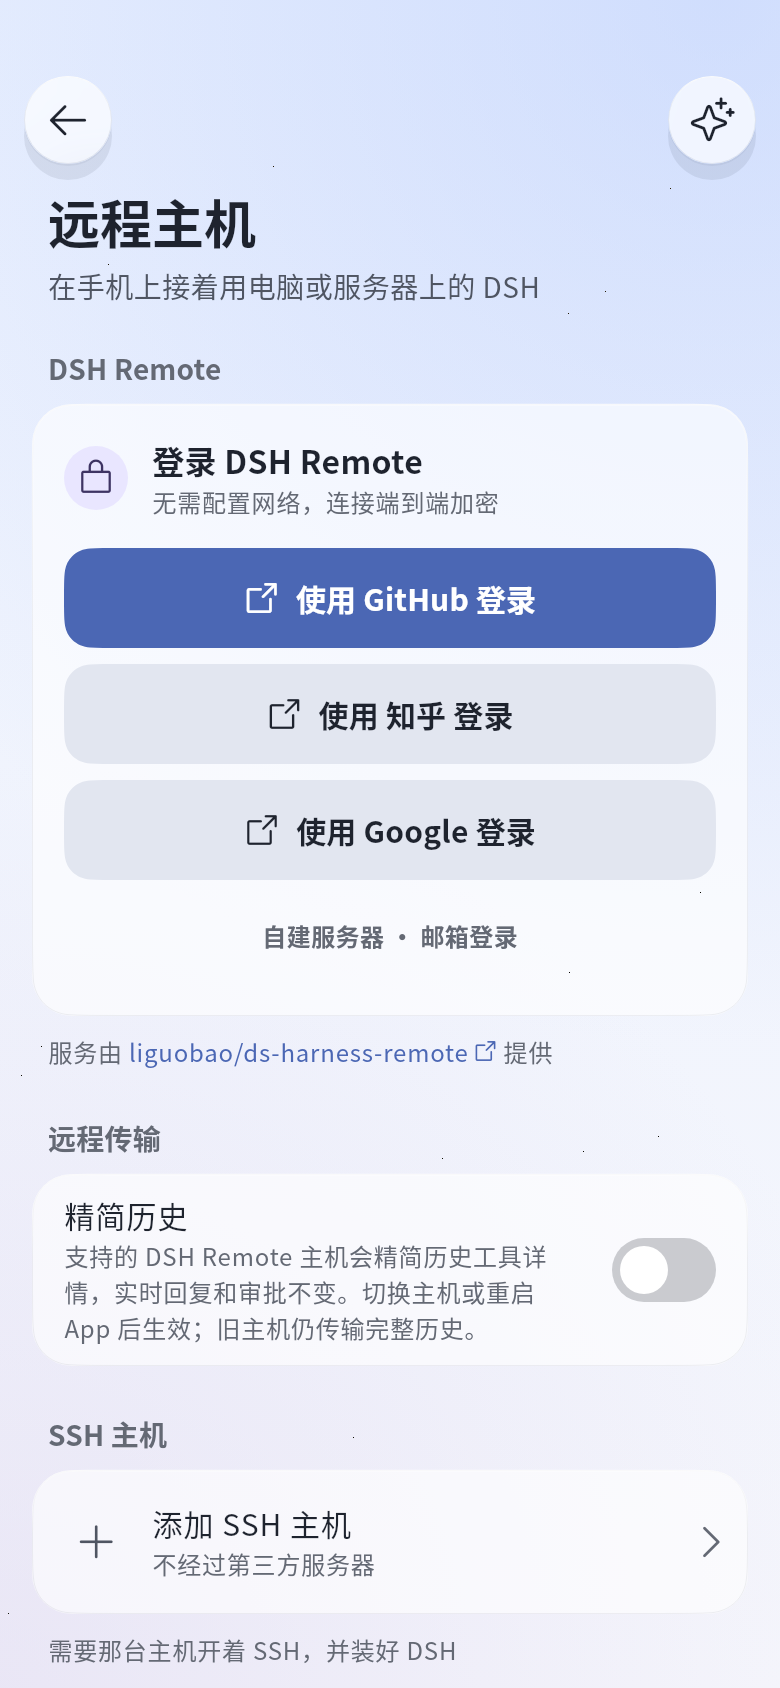 远程主机
在手机上接着用电脑或服务器上的 DSH
DSH Remote
登录 DSH Remote
无需配置网络，连接端到端加密
使用 GitHub 登录
使用 知乎 登录
使用 Google 登录
自建服务器 · 邮箱登录
服务由 liguobao/ds-harness-remote 提供
远程传输
精简历史
支持的 DSH Remote 主机会精简历史工具详
情，实时回复和审批不变。切换主机或重启
App 后生效；旧主机仍传输完整历史。
SSH 主机
添加 SSH 主机
不经过第三方服务器
需要那台主机开着 SSH，并装好 DSH